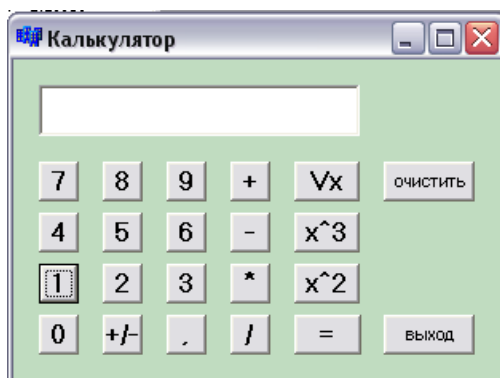 Калькулятор
7 8 9 + Vx очистить
4 5 6 - x^3
1 2 3 * x^2
0 +/- , / = выход